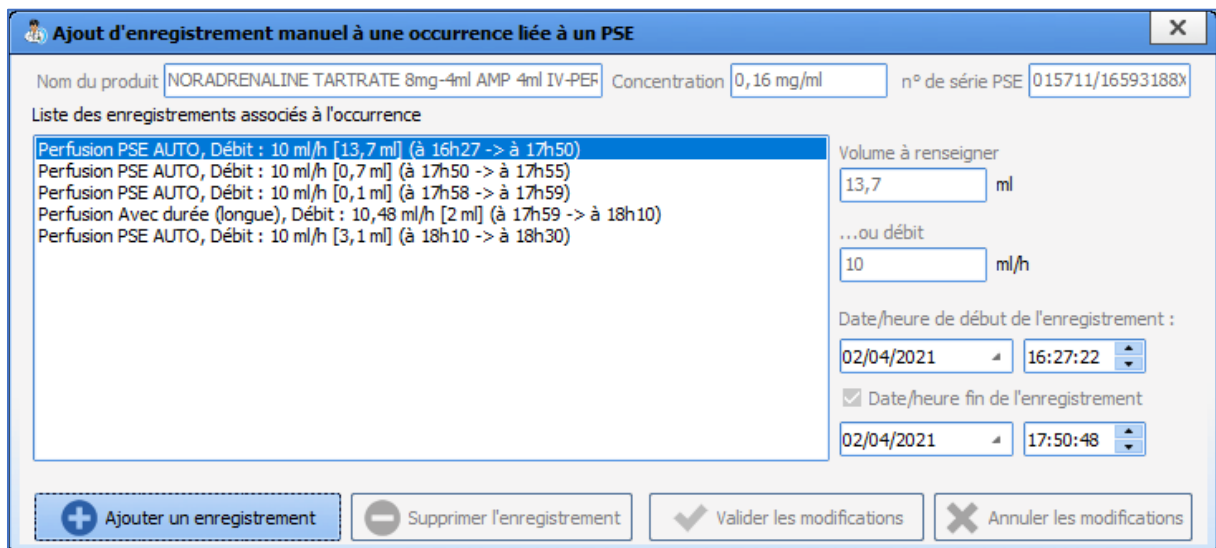 Ajout d'enregistrement manuel à une occurrence liée à un PSE
Nom du produit NORADRENALINE TARTRATE 8mg-4ml AMP 4ml IV-PER Concentration 0,16 mg/ml n° de série PSE 015711/16593188X
Liste des enregistrements associés à l'occurrence
Perfusion PSE AUTO, Débit : 10 ml/h [13,7 ml] (à 16h27 -> à 17h50)
Perfusion PSE AUTO, Débit : 10 ml/h [0,7 ml] (à 17h50 -> à 17h55)
Perfusion PSE AUTO, Débit : 10 ml/h [0,1 ml] (à 17h58 -> à 17h59)
Perfusion Avec durée (longue), Débit : 10,48 ml/h [2 ml] (à 17h59 -> à 18h10)
Perfusion PSE AUTO, Débit : 10 ml/h [3,1 ml] (à 18h10 -> à 18h30)
Volume à renseigner
13,7 ml
...ou débit
10 ml/h
Date/heure de début de l'enregistrement :
02/04/2021 16:27:22
Date/heure fin de l'enregistrement
02/04/2021 17:50:48
Ajouter un enregistrement Supprimer l'enregistrement Valider les modifications Annuler les modifications